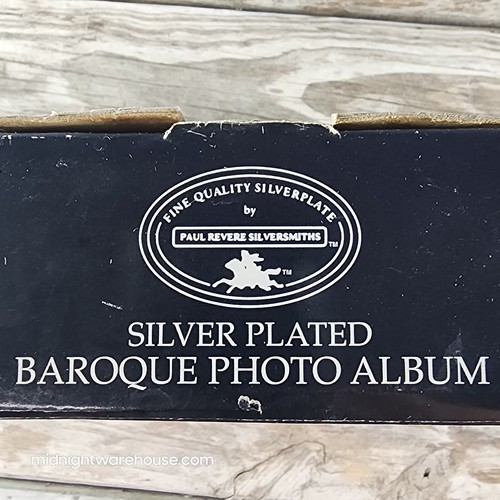 FINE QUALITY SILVERPLATE
by
PAUL REVERE SILVERSMITHS TM
TM
SILVER PLATED
BAROQUE PHOTO ALBUM
midnightwarehouse.com